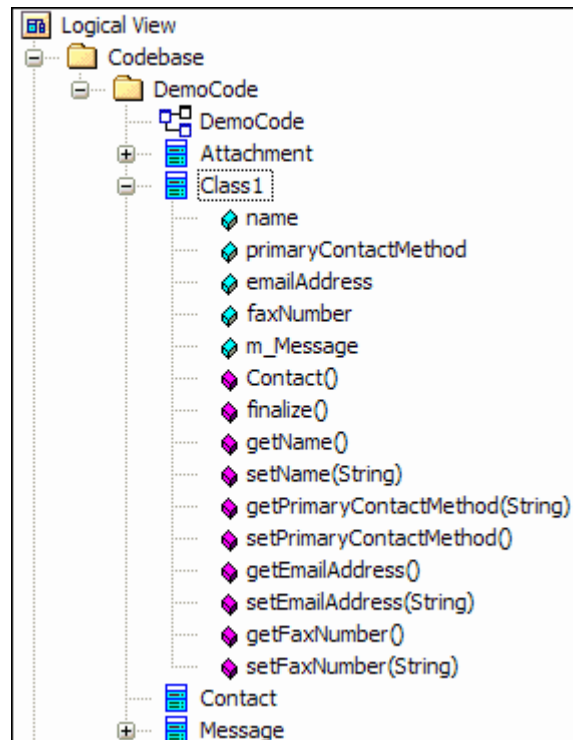 Logical View
Codebase
DemoCode
DemoCode
Attachment
Class1
name
primaryContactMethod
emailAddress
faxNumber
m_Message
Contact()
finalize()
getName()
setName(String)
getPrimaryContactMethod(String)
setPrimaryContactMethod()
getEmailAddress()
setEmailAddress(String)
getFaxNumber()
setFaxNumber(String)
Contact
Message